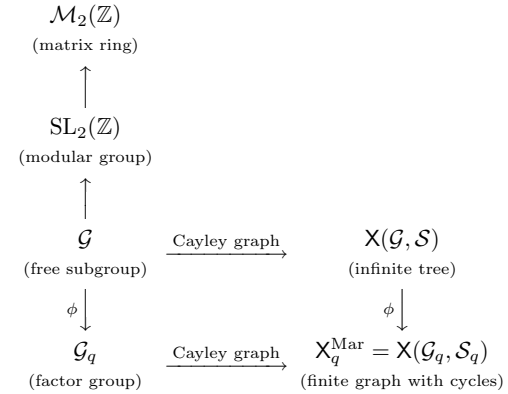 ℳ₂(ℤ)
(matrix ring)
SL₂(ℤ)
(modular group)
𝒢 Cayley graph X(𝒢, 𝒮)
(free subgroup) (infinite tree)
ϕ ϕ
𝒢_q Cayley graph X_q^Mar = X(𝒢_q, 𝒮_q)
(factor group) (finite graph with cycles)